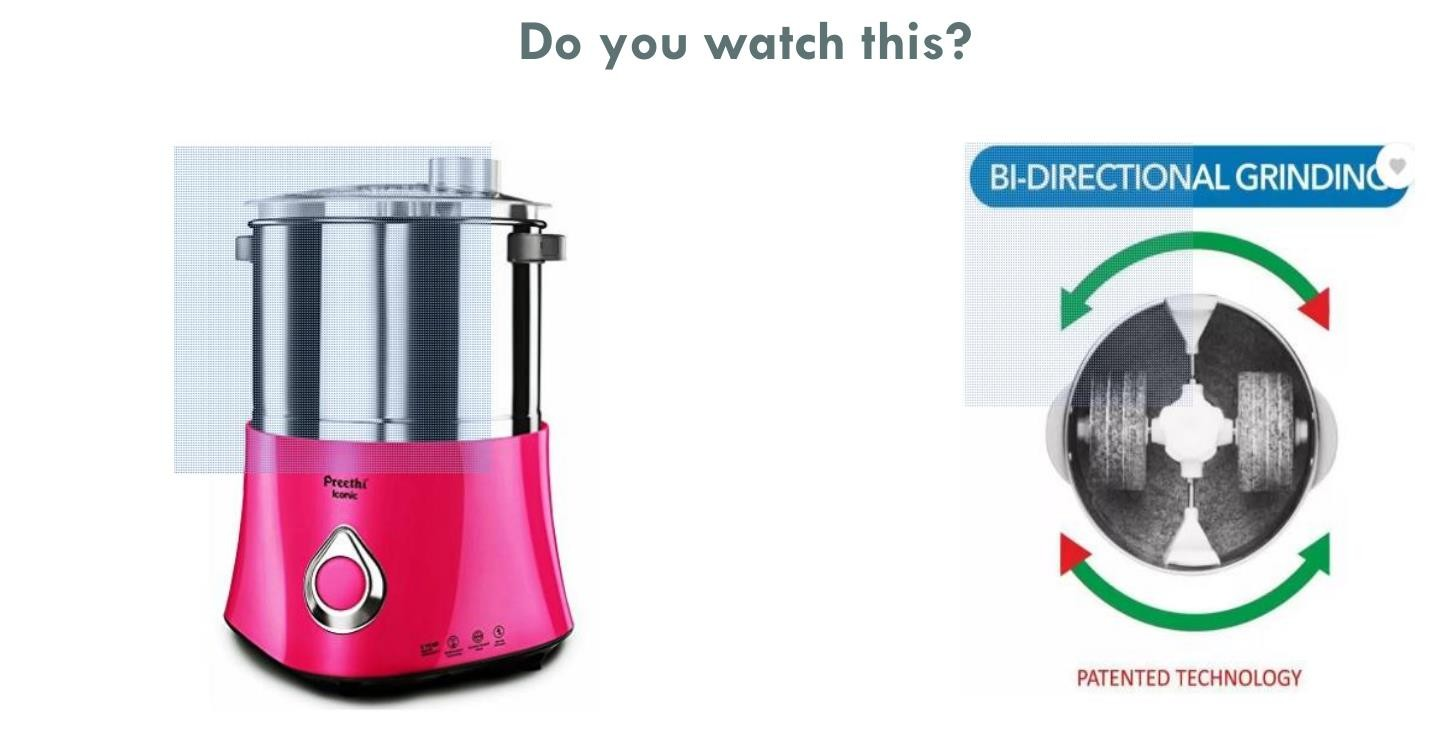 Do you watch this?
Preethi
Iconic
BI-DIRECTIONAL GRINDING
PATENTED TECHNOLOGY